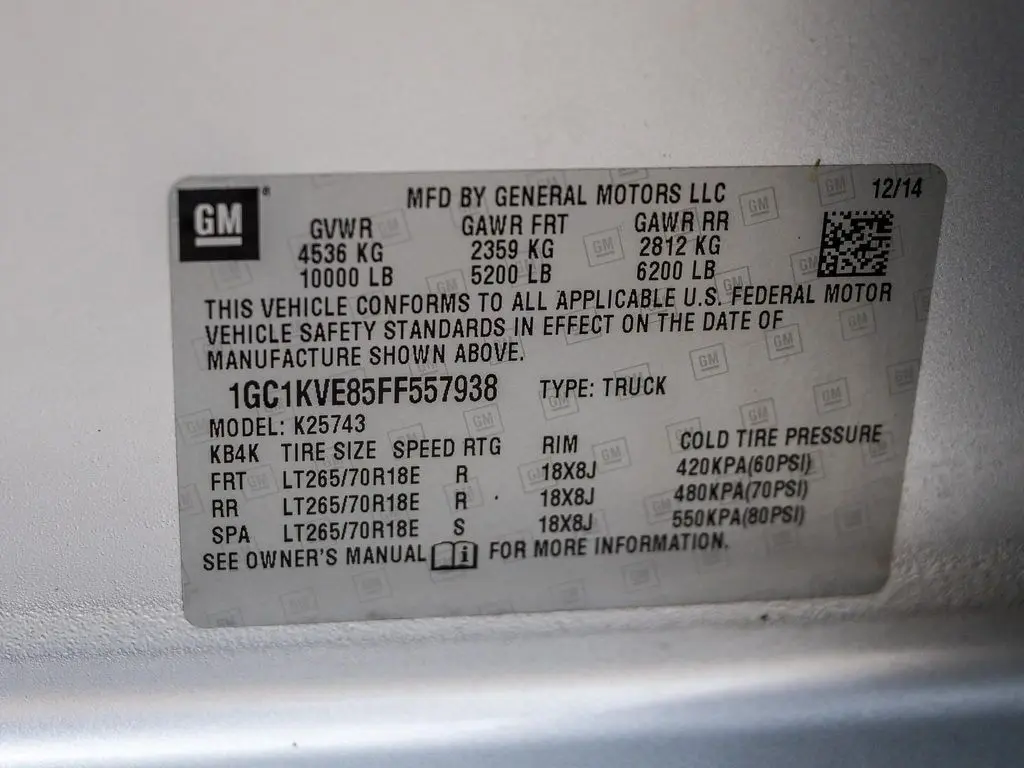 GM®
MFD BY GENERAL MOTORS LLC 12/14
GVWR GAWR FRT GAWR RR
4536 KG 2359 KG 2812 KG
10000 LB 5200 LB 6200 LB
THIS VEHICLE CONFORMS TO ALL APPLICABLE U.S. FEDERAL MOTOR
VEHICLE SAFETY STANDARDS IN EFFECT ON THE DATE OF
MANUFACTURE SHOWN ABOVE.
1GC1KVE85FF557938 TYPE: TRUCK
MODEL: K25743
KB4K TIRE SIZE SPEED RTG RIM COLD TIRE PRESSURE
FRT LT265/70R18E R 18X8J 420KPA(60PSI)
RR LT265/70R18E R 18X8J 480KPA(70PSI)
SPA LT265/70R18E S 18X8J 550KPA(80PSI)
SEE OWNER'S MANUAL i FOR MORE INFORMATION.